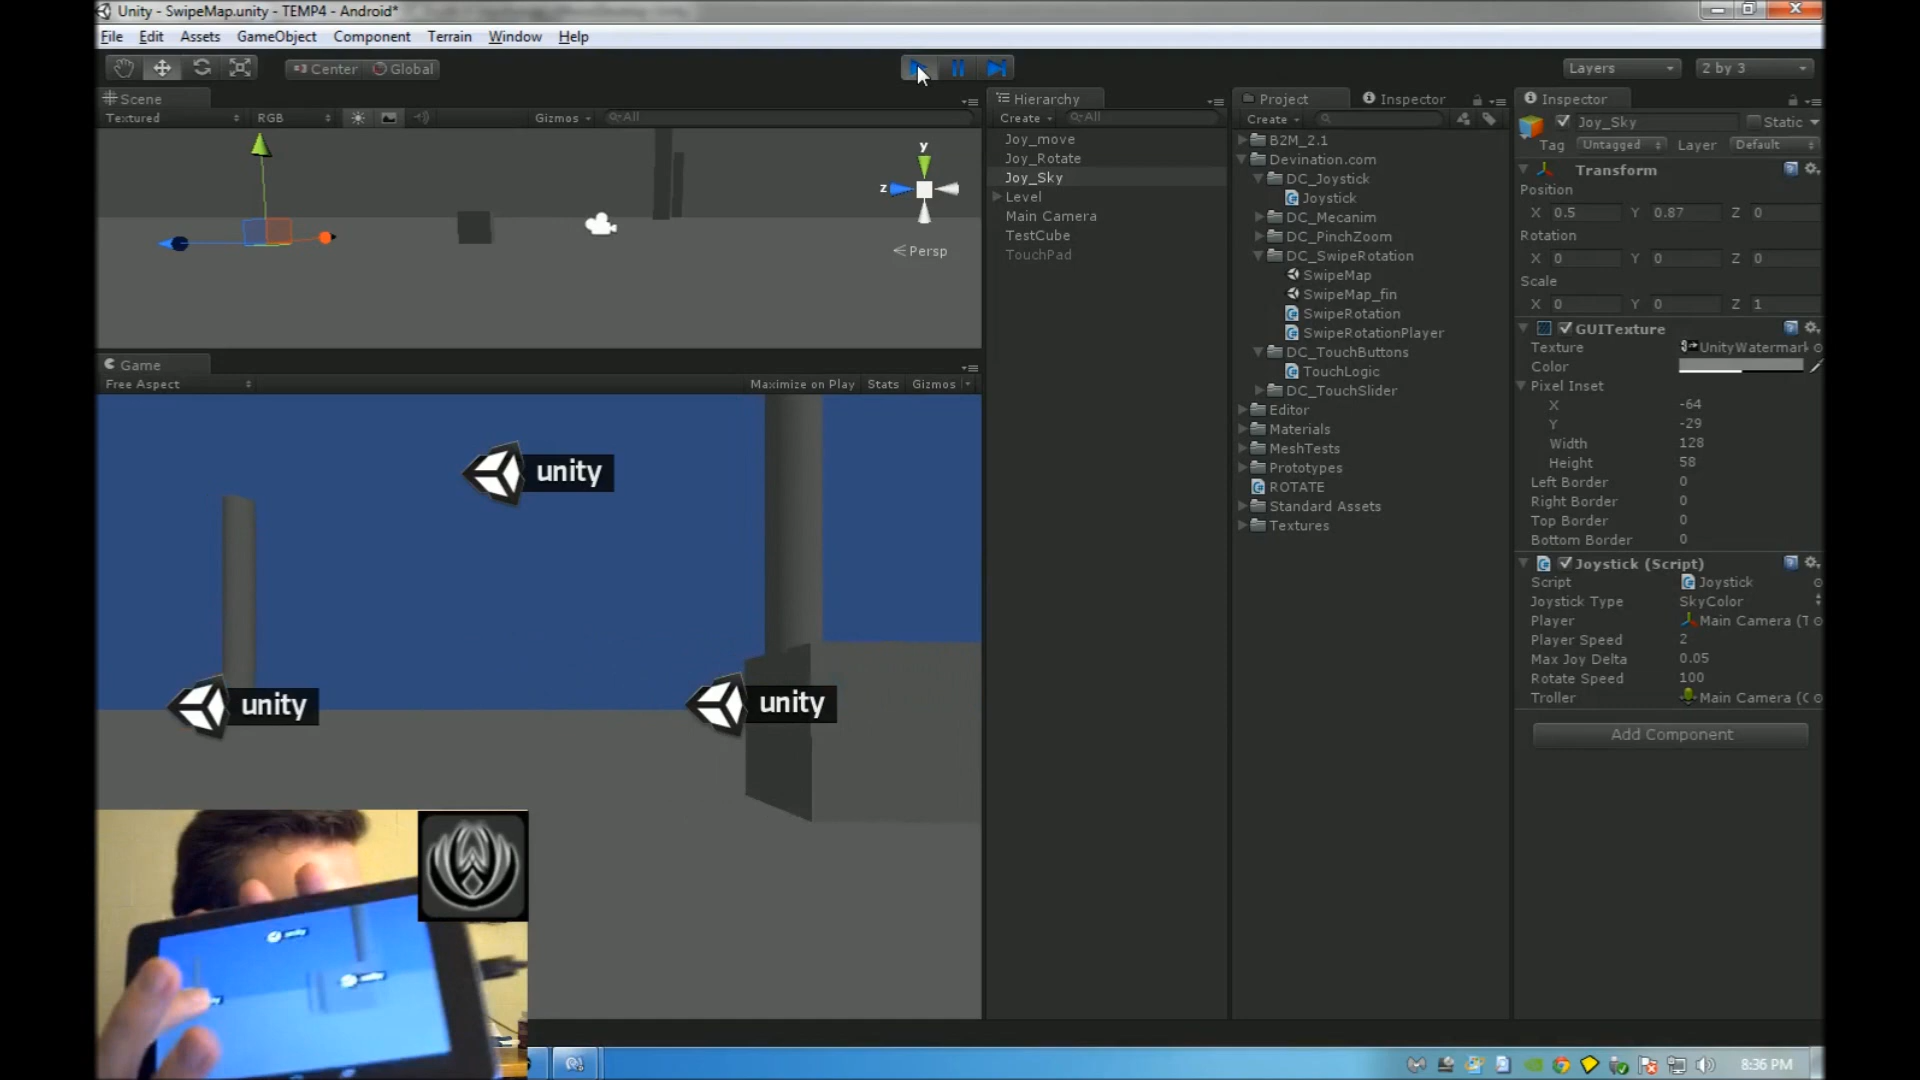 Unity - SwipeMap.unity - TEMP4 - Android*
File Edit Assets GameObject Component Terrain Window Help
Center Global
Layers
2 by 3
Scene
Textured RGB Gizmos All
y
z
Persp
Game
Free Aspect
Maximize on Play Stats Gizmos
unity
unity
unity
Hierarchy
Create All
Joy_move
Joy_Rotate
Joy_Sky
Level
Main Camera
TestCube
TouchPad
Project Inspector
Create
B2M_2.1
Devination.com
DC_Joystick
Joystick
DC_Mecanim
DC_PinchZoom
DC_SwipeRotation
SwipeMap
SwipeMap_fin
SwipeRotation
SwipeRotationPlayer
DC_TouchButtons
TouchLogic
DC_TouchSlider
Editor
Materials
MeshTests
Prototypes
ROTATE
Standard Assets
Textures
Inspector
Joy_Sky Static
Tag Untagged Layer Default
Transform
Position
X 0.5 Y 0.87 Z 0
Rotation
X 0 Y 0 Z 0
Scale
X 0 Y 0 Z 1
GUITexture
Texture UnityWatermark
Color
Pixel Inset
X -64
Y -29
Width 128
Height 58
Left Border 0
Right Border 0
Top Border 0
Bottom Border 0
Joystick (Script)
Script Joystick
Joystick Type SkyColor
Player Main Camera (T
Player Speed 2
Max Joy Delta 0.05
Rotate Speed 100
Troller Main Camera (C
Add Component
8:36 PM